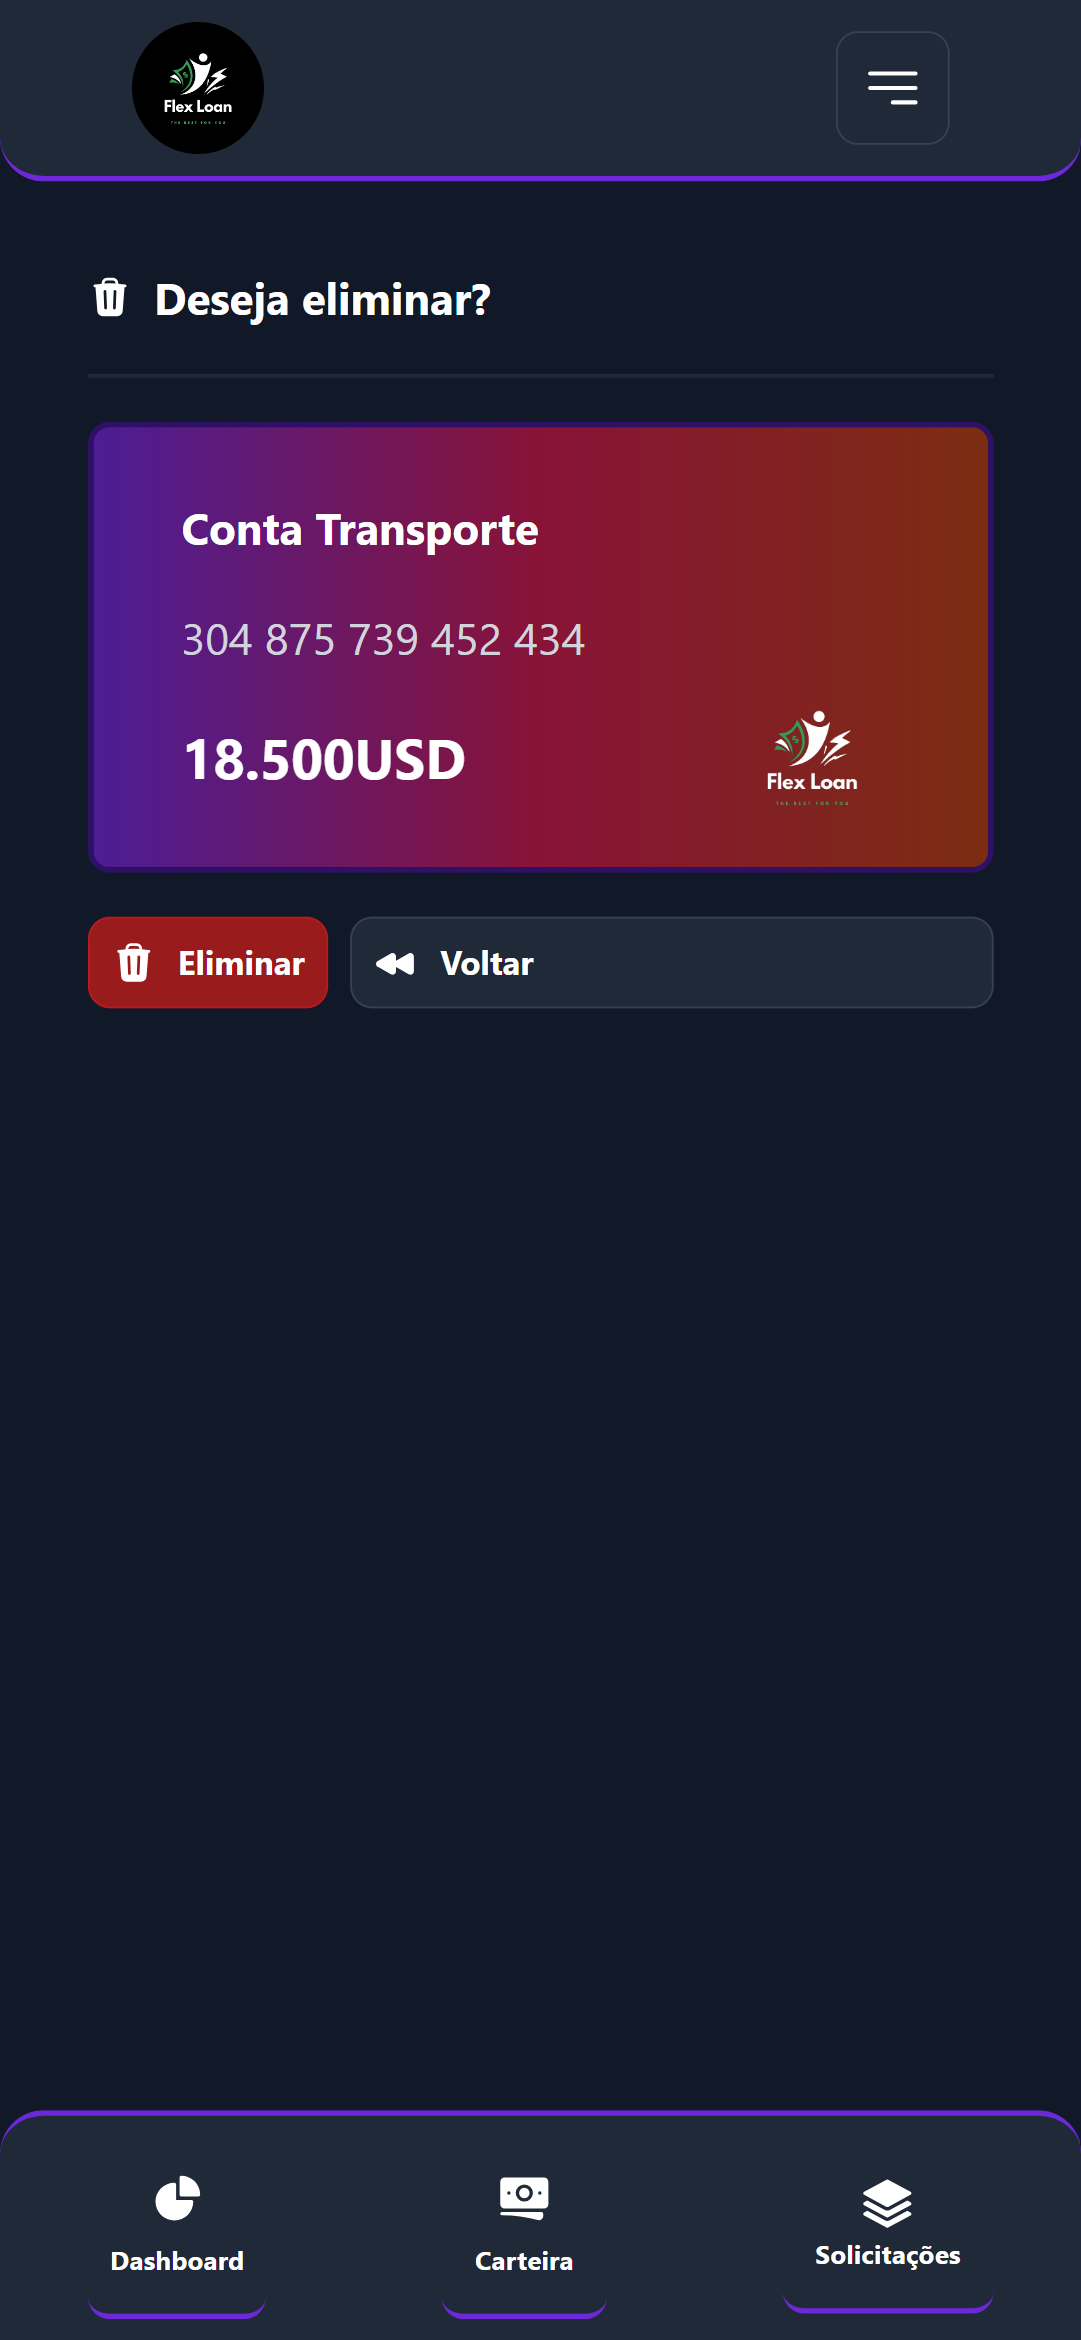 Flex Loan
THE BEST FOR YOU
Deseja eliminar?
Conta Transporte
304 875 739 452 434
18.500USD
Flex Loan
THE BEST FOR YOU
Eliminar
Voltar
Dashboard
Carteira
Solicitações